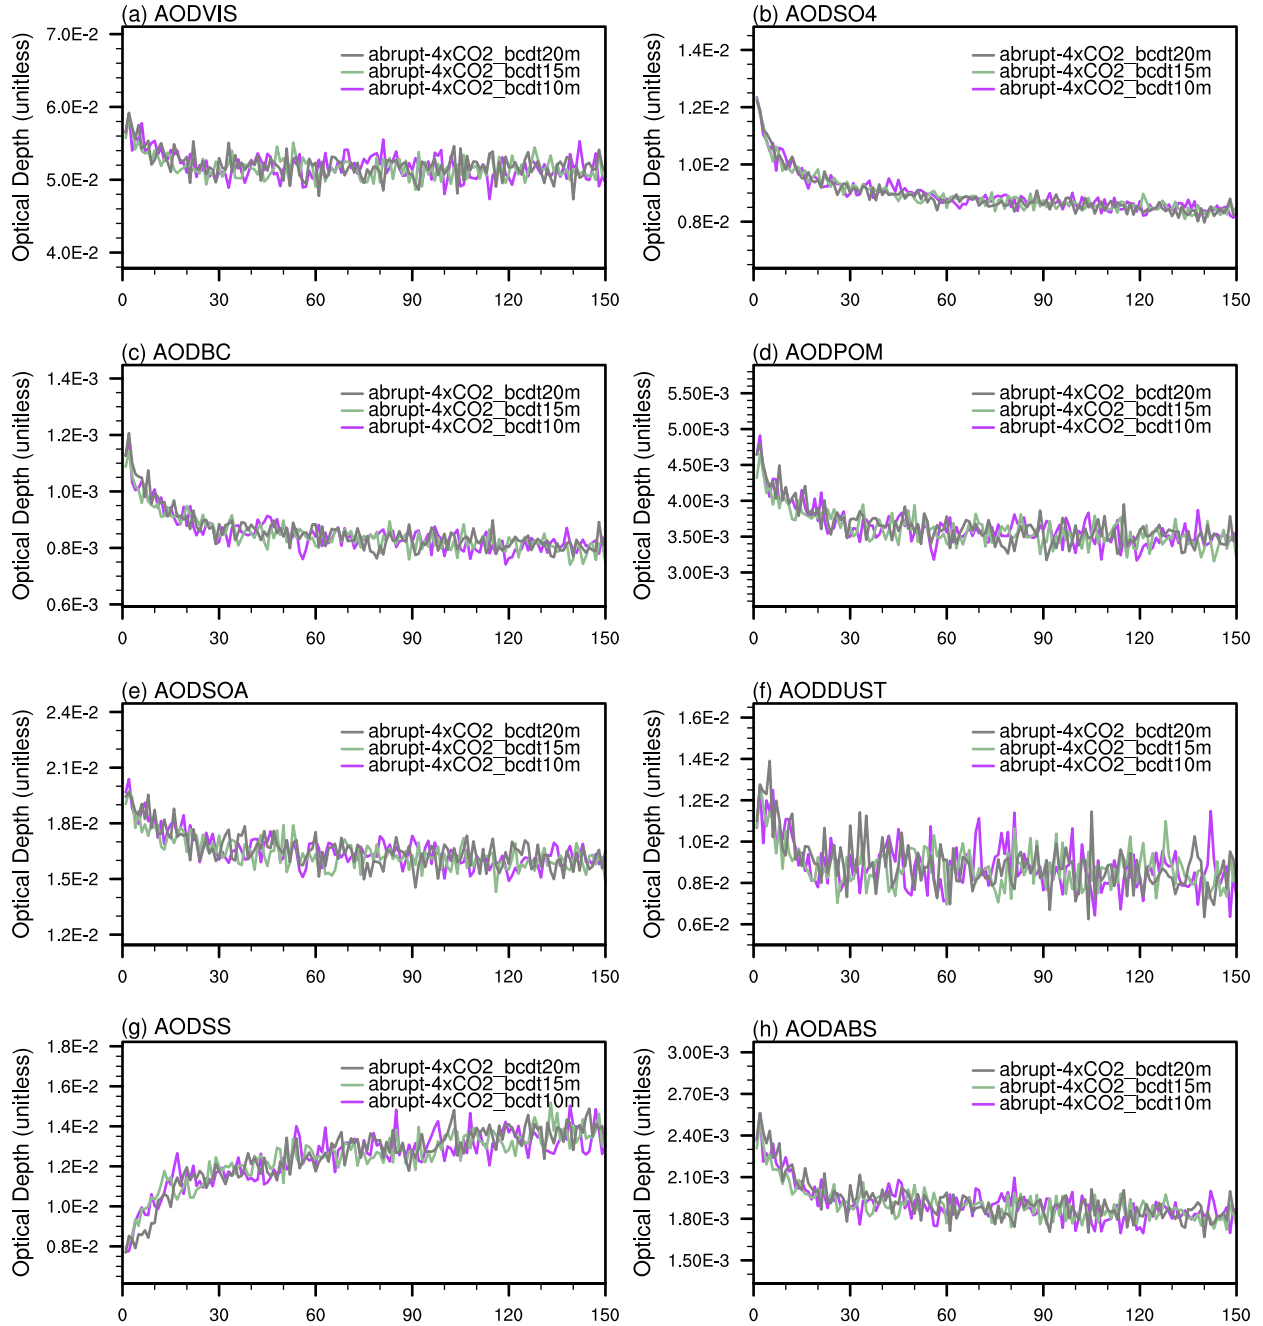 (a) AODVIS
Optical Depth (unitless)
7.0E-2
6.0E-2
5.0E-2
4.0E-2
abrupt-4xCO2_bcdt20m
abrupt-4xCO2_bcdt15m
abrupt-4xCO2_bcdt10m
0 30 60 90 120 150
(b) AODSO4
Optical Depth (unitless)
1.4E-2
1.2E-2
1.0E-2
0.8E-2
abrupt-4xCO2_bcdt20m
abrupt-4xCO2_bcdt15m
abrupt-4xCO2_bcdt10m
0 30 60 90 120 150
(c) AODBC
Optical Depth (unitless)
1.4E-3
1.2E-3
1.0E-3
0.8E-3
0.6E-3
abrupt-4xCO2_bcdt20m
abrupt-4xCO2_bcdt15m
abrupt-4xCO2_bcdt10m
0 30 60 90 120 150
(d) AODPOM
Optical Depth (unitless)
5.50E-3
5.00E-3
4.50E-3
4.00E-3
3.50E-3
3.00E-3
abrupt-4xCO2_bcdt20m
abrupt-4xCO2_bcdt15m
abrupt-4xCO2_bcdt10m
0 30 60 90 120 150
(e) AODSOA
Optical Depth (unitless)
2.4E-2
2.1E-2
1.8E-2
1.5E-2
1.2E-2
abrupt-4xCO2_bcdt20m
abrupt-4xCO2_bcdt15m
abrupt-4xCO2_bcdt10m
0 30 60 90 120 150
(f) AODDUST
Optical Depth (unitless)
1.6E-2
1.4E-2
1.2E-2
1.0E-2
0.8E-2
0.6E-2
abrupt-4xCO2_bcdt20m
abrupt-4xCO2_bcdt15m
abrupt-4xCO2_bcdt10m
0 30 60 90 120 150
(g) AODSS
Optical Depth (unitless)
1.8E-2
1.6E-2
1.4E-2
1.2E-2
1.0E-2
0.8E-2
abrupt-4xCO2_bcdt20m
abrupt-4xCO2_bcdt15m
abrupt-4xCO2_bcdt10m
0 30 60 90 120 150
(h) AODABS
Optical Depth (unitless)
3.00E-3
2.70E-3
2.40E-3
2.10E-3
1.80E-3
1.50E-3
abrupt-4xCO2_bcdt20m
abrupt-4xCO2_bcdt15m
abrupt-4xCO2_bcdt10m
0 30 60 90 120 150